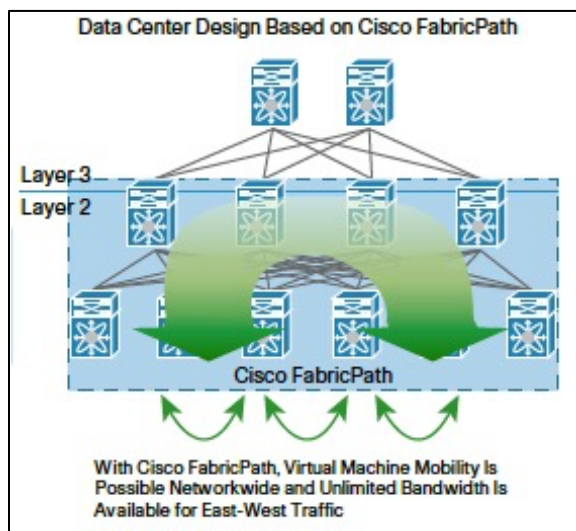 Data Center Design Based on Cisco FabricPath
Layer 3
Layer 2
Cisco FabricPath
With Cisco FabricPath, Virtual Machine Mobility Is
Possible Networkwide and Unlimited Bandwidth Is
Available for East-West Traffic